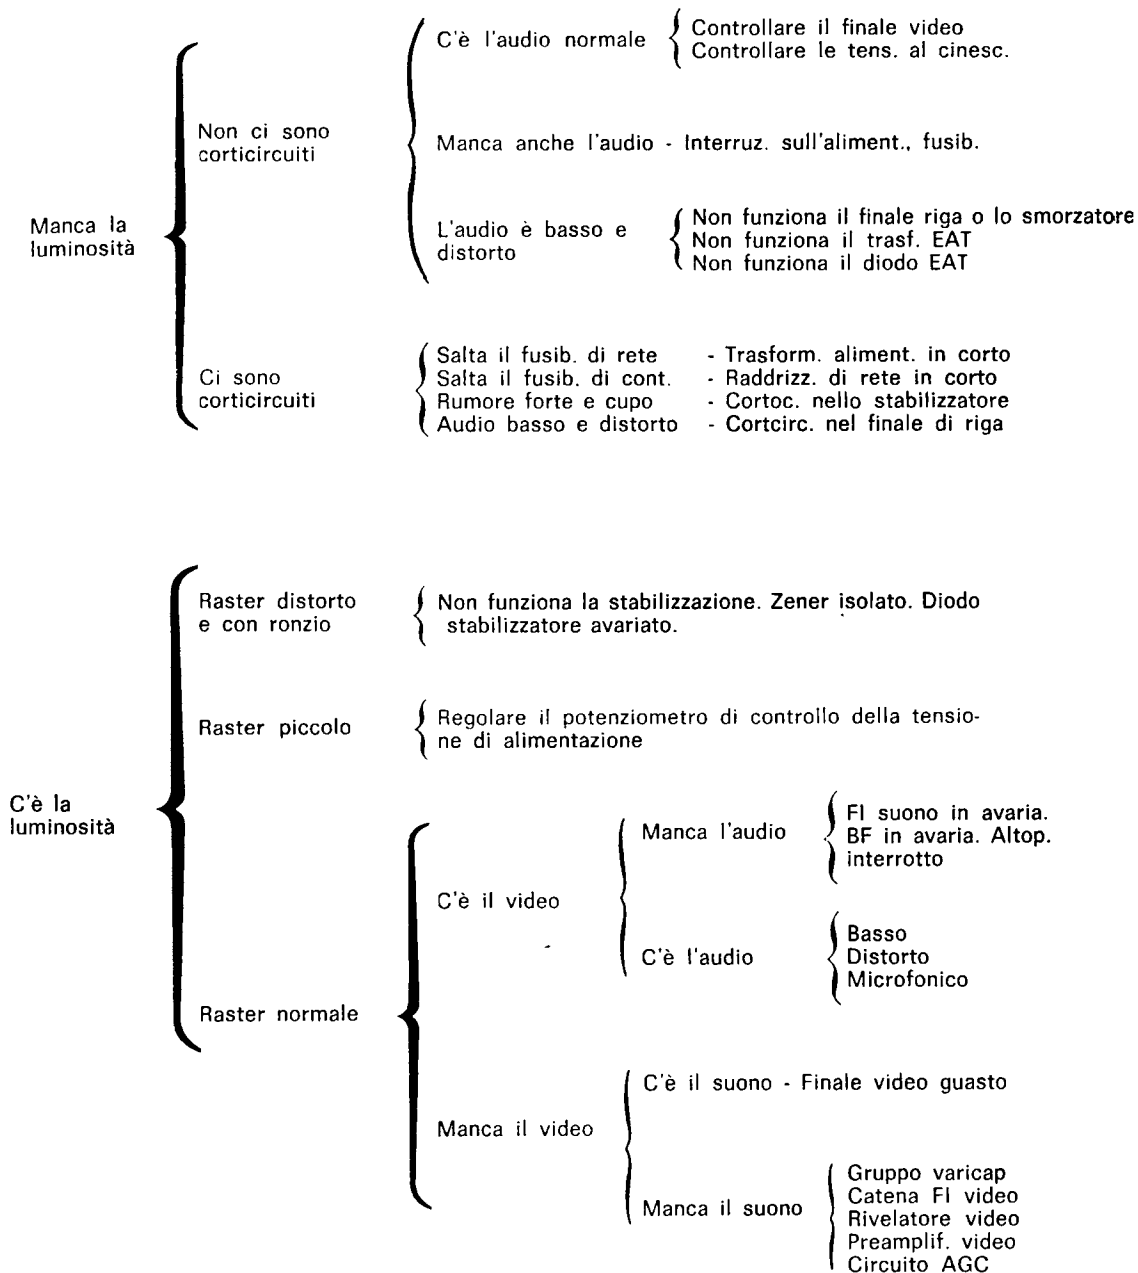 Manca la
luminosità
Non ci sono
corticircuiti
C'è l'audio normale
Controllare il finale video
Controllare le tens. al cinesc.
Manca anche l'audio - Interruz. sull'aliment., fusib.
L'audio è basso e
distorto
Non funziona il finale riga o lo smorzatore
Non funziona il trasf. EAT
Non funziona il diodo EAT
Ci sono
corticircuiti
Salta il fusib. di rete - Trasform. aliment. in corto
Salta il fusib. di cont. - Raddrizz. di rete in corto
Rumore forte e cupo - Cortoc. nello stabilizzatore
Audio basso e distorto - Cortcirc. nel finale di riga
C'è la
luminosità
Raster distorto
e con ronzio
Non funziona la stabilizzazione. Zener isolato. Diodo
stabilizzatore avariato.
Raster piccolo
Regolare il potenziometro di controllo della tensio-
ne di alimentazione
Raster normale
C'è il video
Manca l'audio
FI suono in avaria.
BF in avaria. Altop.
interrotto
C'è l'audio
Basso
Distorto
Microfonico
Manca il video
C'è il suono - Finale video guasto
Manca il suono
Gruppo varicap
Catena FI video
Rivelatore video
Preamplif. video
Circuito AGC